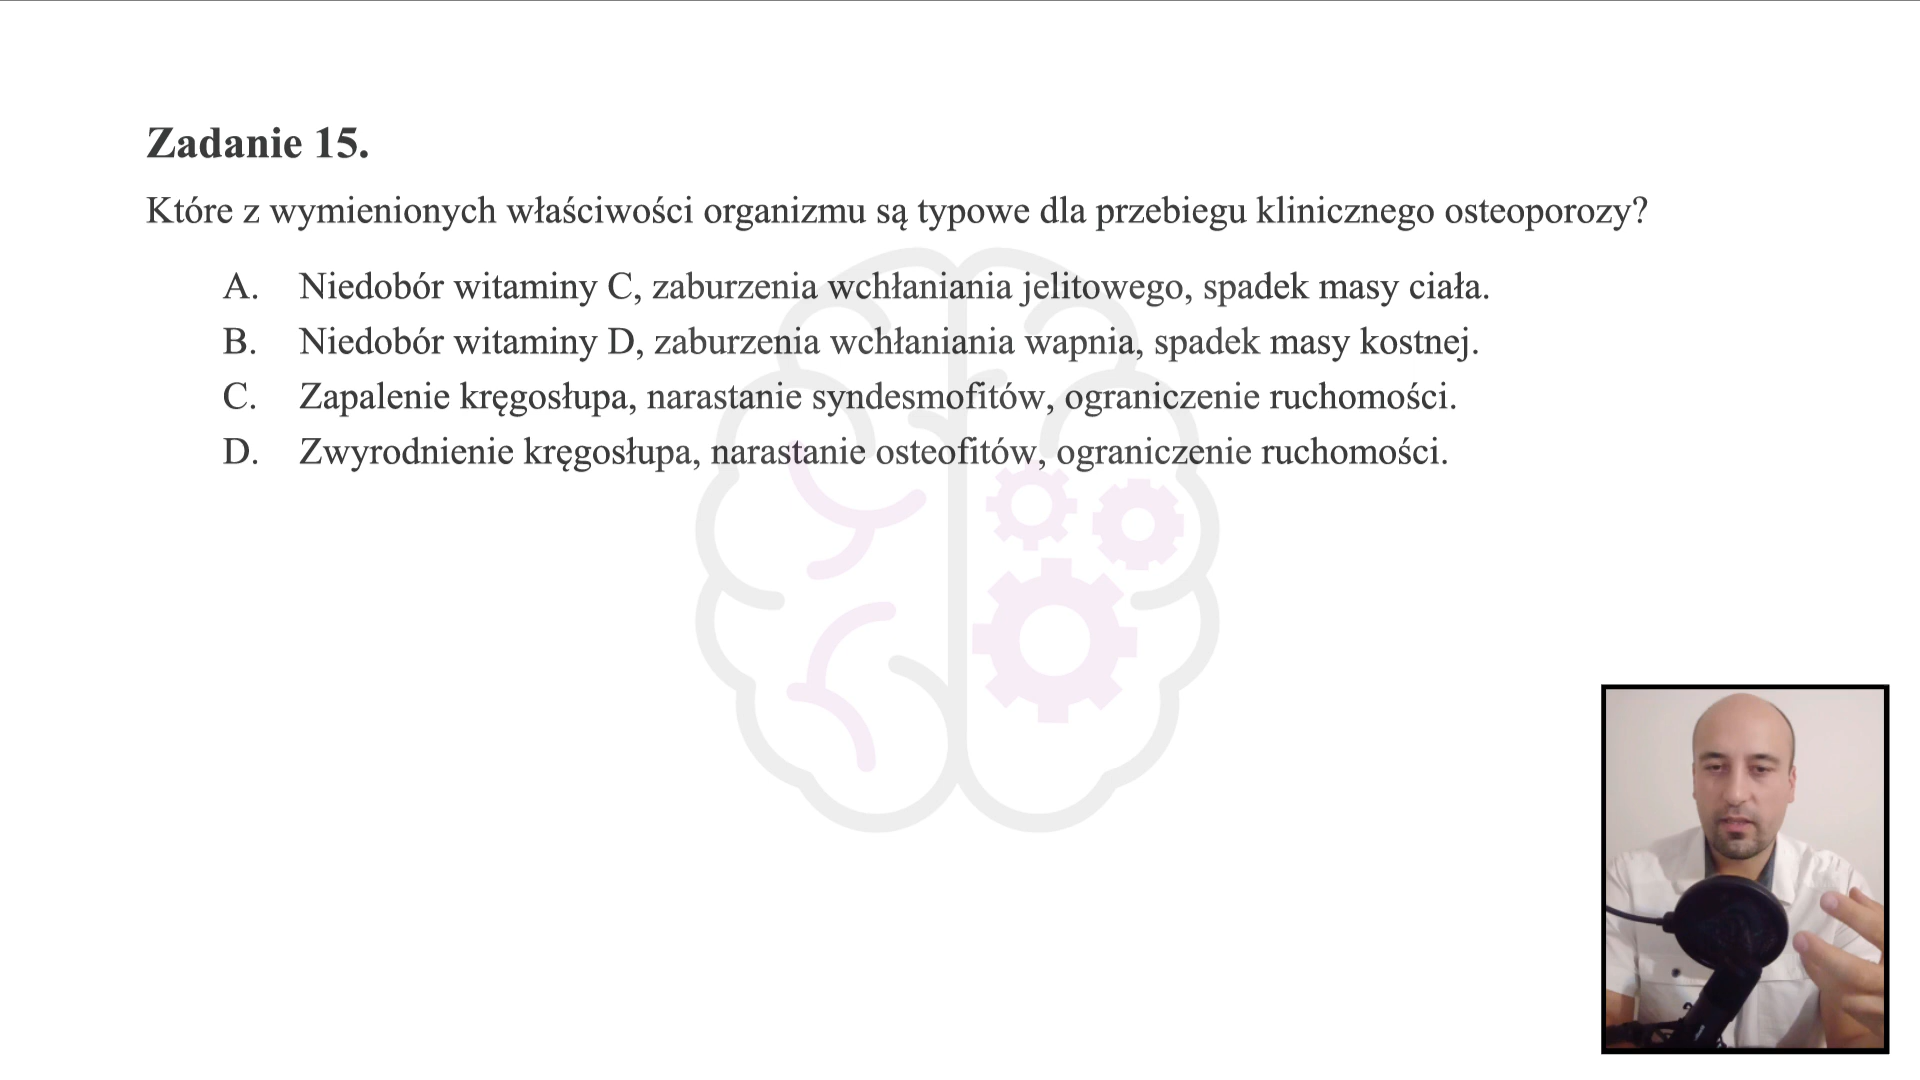 Zadanie 15.
Które z wymienionych właściwości organizmu są typowe dla przebiegu klinicznego osteoporozy?
A. Niedobór witaminy C, zaburzenia wchłaniania jelitowego, spadek masy ciała.
B. Niedobór witaminy D, zaburzenia wchłaniania wapnia, spadek masy kostnej.
C. Zapalenie kręgosłupa, narastanie syndesmofitów, ograniczenie ruchomości.
D. Zwyrodnienie kręgosłupa, narastanie osteofitów, ograniczenie ruchomości.